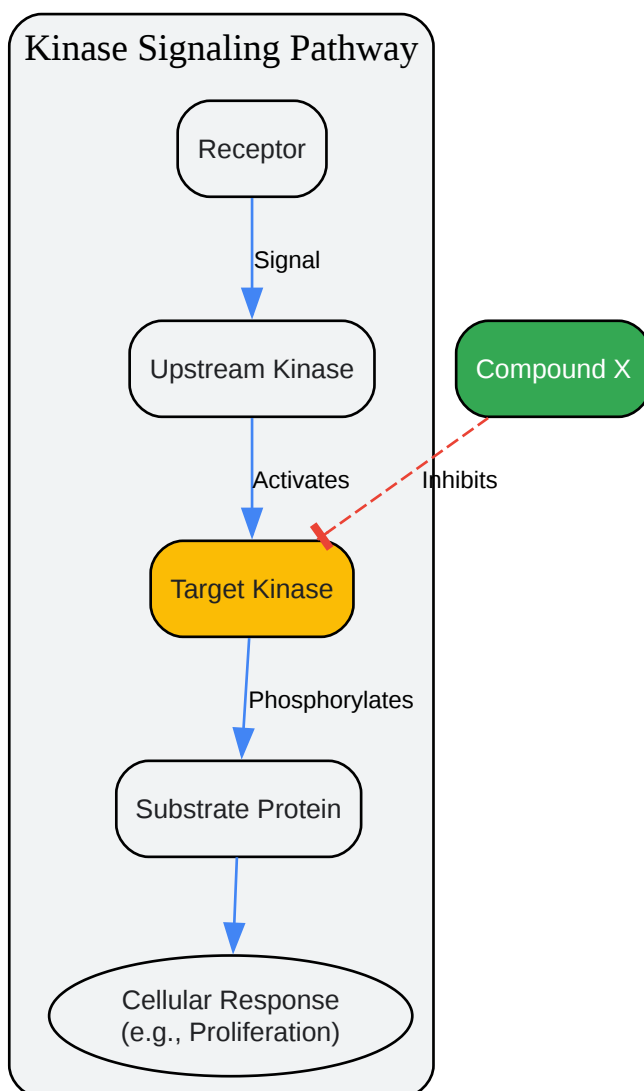 Kinase Signaling Pathway
Receptor
Signal
Upstream Kinase
Compound X
Activates
Inhibits
Target Kinase
Phosphorylates
Substrate Protein
Cellular Response
(e.g., Proliferation)